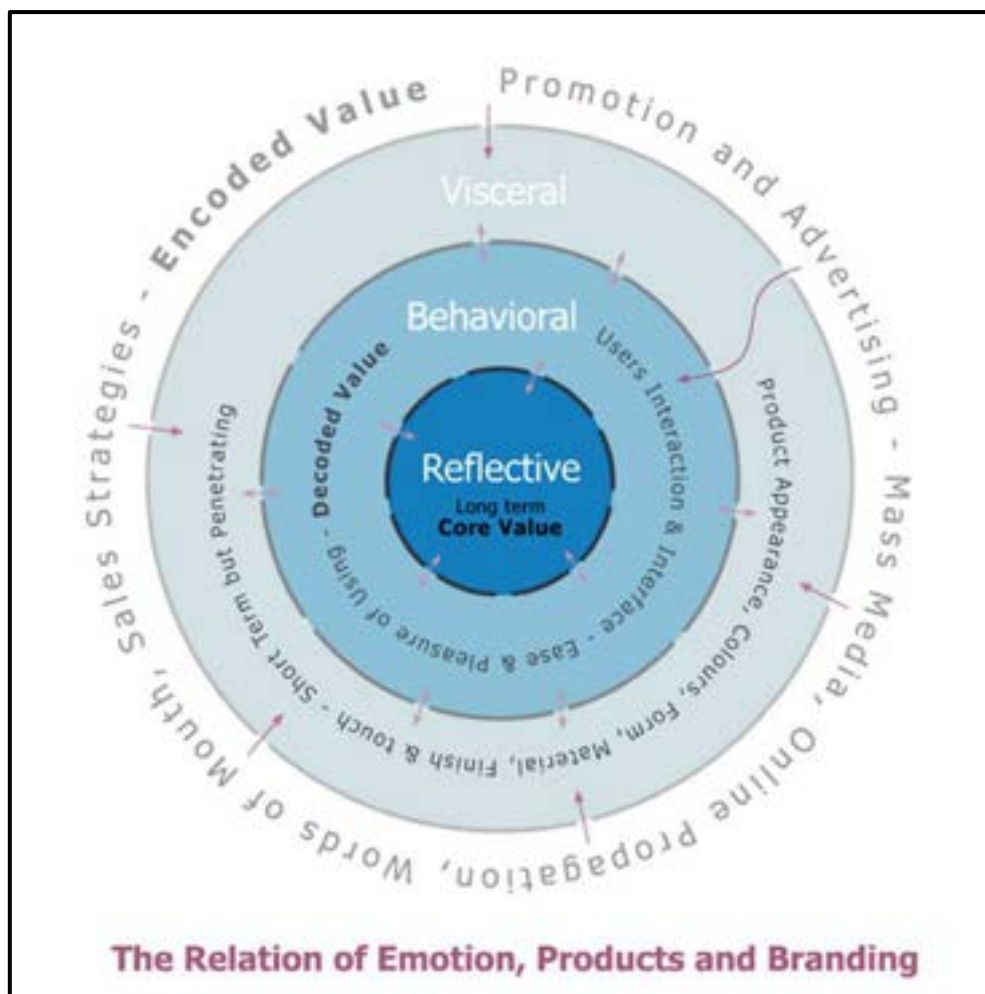 Promotion and Advertising - Mass Media, Online Propagation, Words of Mouth, Sales Strategies - Encoded Value
Visceral
Product Appearance, Colours, Form, Material, Finish & touch - Short Term but Penetrating
Behavioral
Users Interaction & Interface - Ease & Pleasure of Using - Decoded Value
Reflective
Long term
Core Value
The Relation of Emotion, Products and Branding